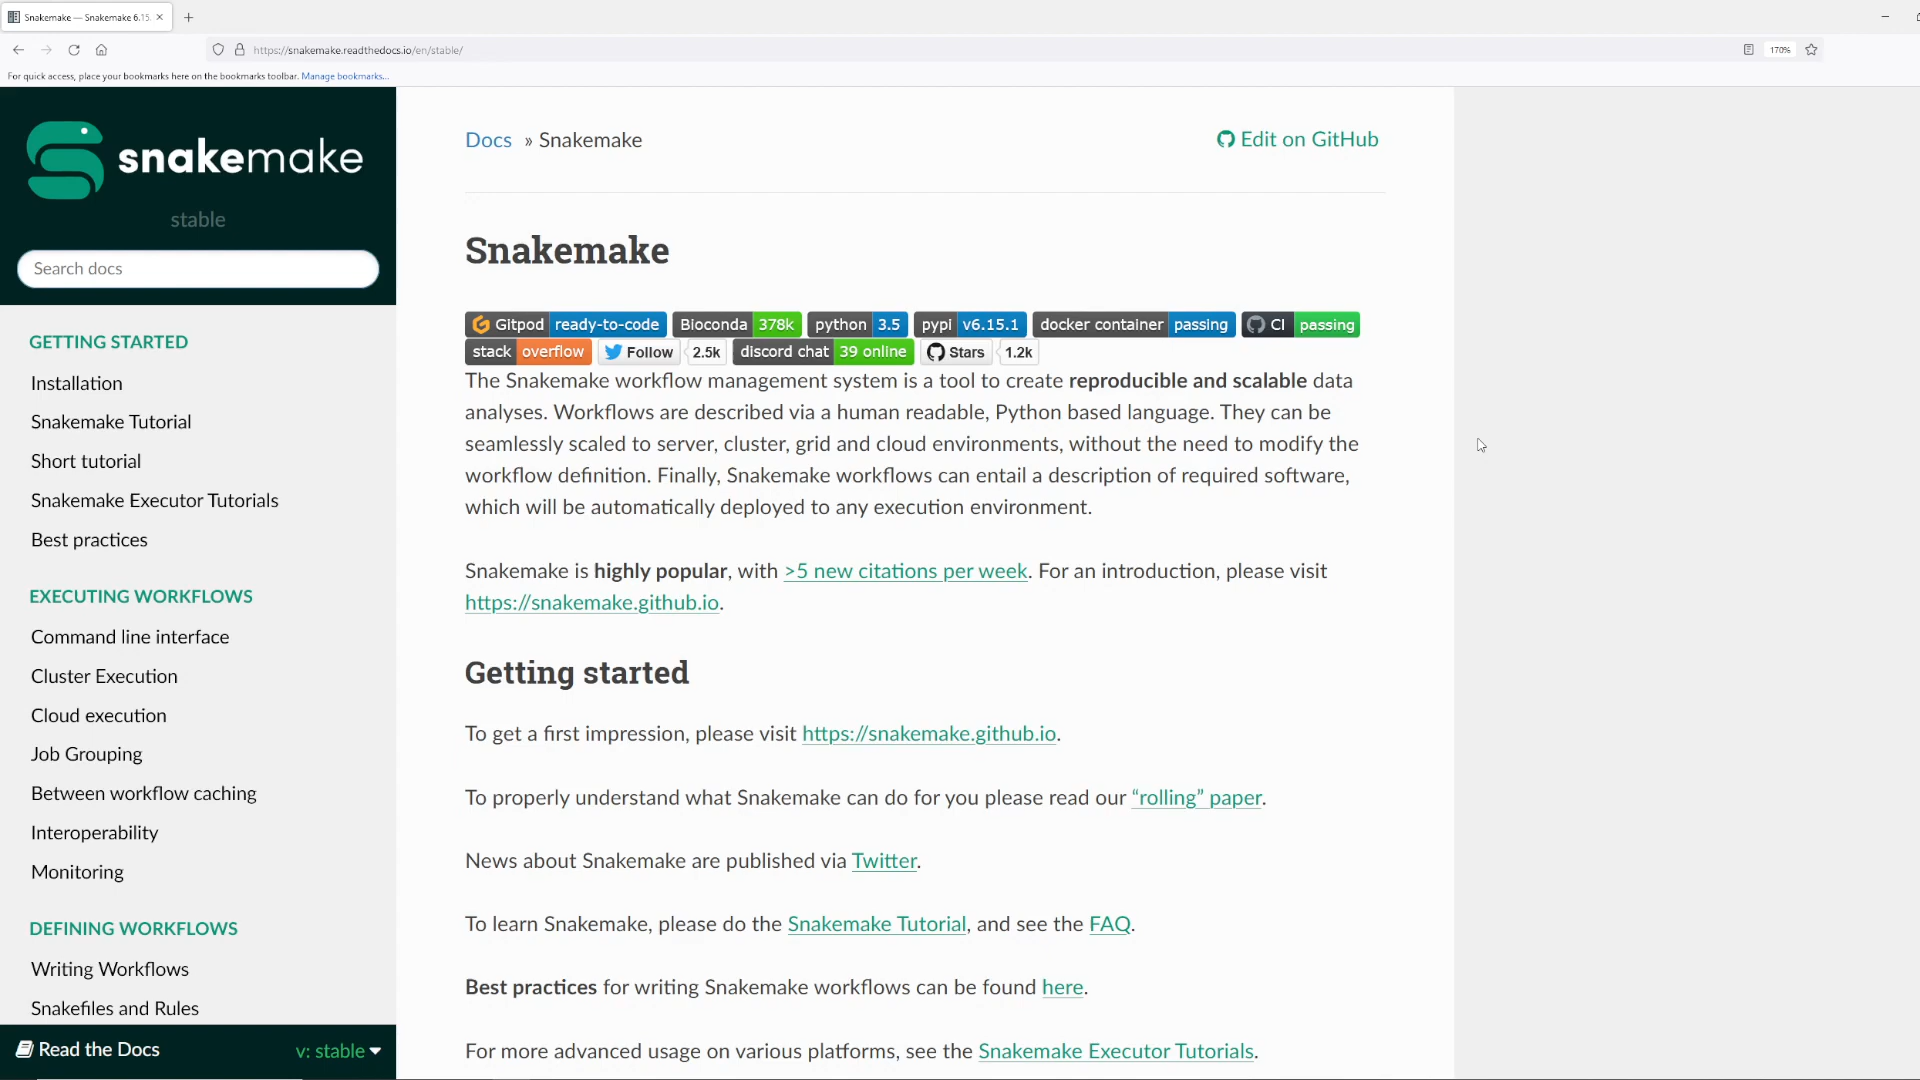 Snakemake — Snakemake 6.15.
https://snakemake.readthedocs.io/en/stable/
170%
For quick access, place your bookmarks here on the bookmarks toolbar. Manage bookmarks...
snakemake
stable
Search docs
GETTING STARTED
Installation
Snakemake Tutorial
Short tutorial
Snakemake Executor Tutorials
Best practices
EXECUTING WORKFLOWS
Command line interface
Cluster Execution
Cloud execution
Job Grouping
Between workflow caching
Interoperability
Monitoring
DEFINING WORKFLOWS
Writing Workflows
Snakefiles and Rules
Read the Docs
v: stable
Docs » Snakemake
Edit on GitHub
Snakemake
Gitpod ready-to-code Bioconda 378k python 3.5 pypi v6.15.1 docker container passing CI passing
stack overflow Follow 2.5k discord chat 39 online Stars 1.2k
The Snakemake workflow management system is a tool to create reproducible and scalable data
analyses. Workflows are described via a human readable, Python based language. They can be
seamlessly scaled to server, cluster, grid and cloud environments, without the need to modify the
workflow definition. Finally, Snakemake workflows can entail a description of required software,
which will be automatically deployed to any execution environment.
Snakemake is highly popular, with >5 new citations per week. For an introduction, please visit
https://snakemake.github.io.
Getting started
To get a first impression, please visit https://snakemake.github.io.
To properly understand what Snakemake can do for you please read our “rolling” paper.
News about Snakemake are published via Twitter.
To learn Snakemake, please do the Snakemake Tutorial, and see the FAQ.
Best practices for writing Snakemake workflows can be found here.
For more advanced usage on various platforms, see the Snakemake Executor Tutorials.